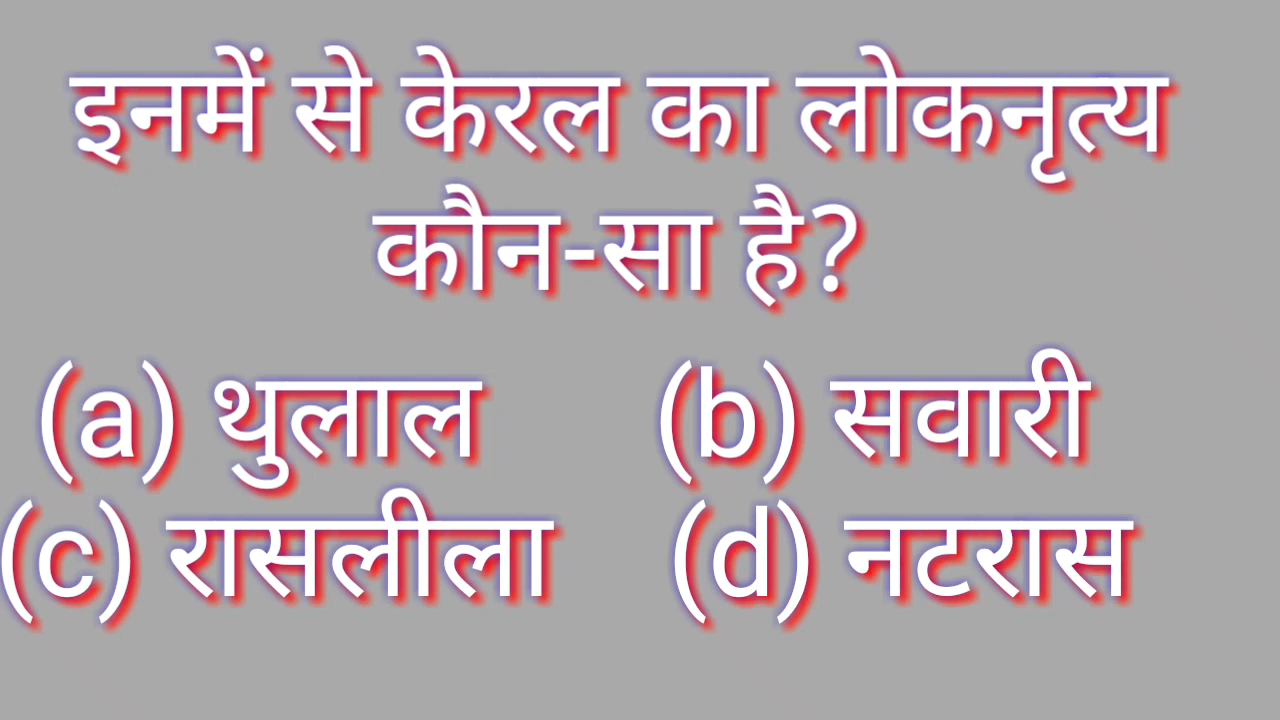 इनमें से केरल का लोकनृत्य
कौन-सा है?
(a) थुलाल (b) सवारी
(c) रासलीला (d) नटरास